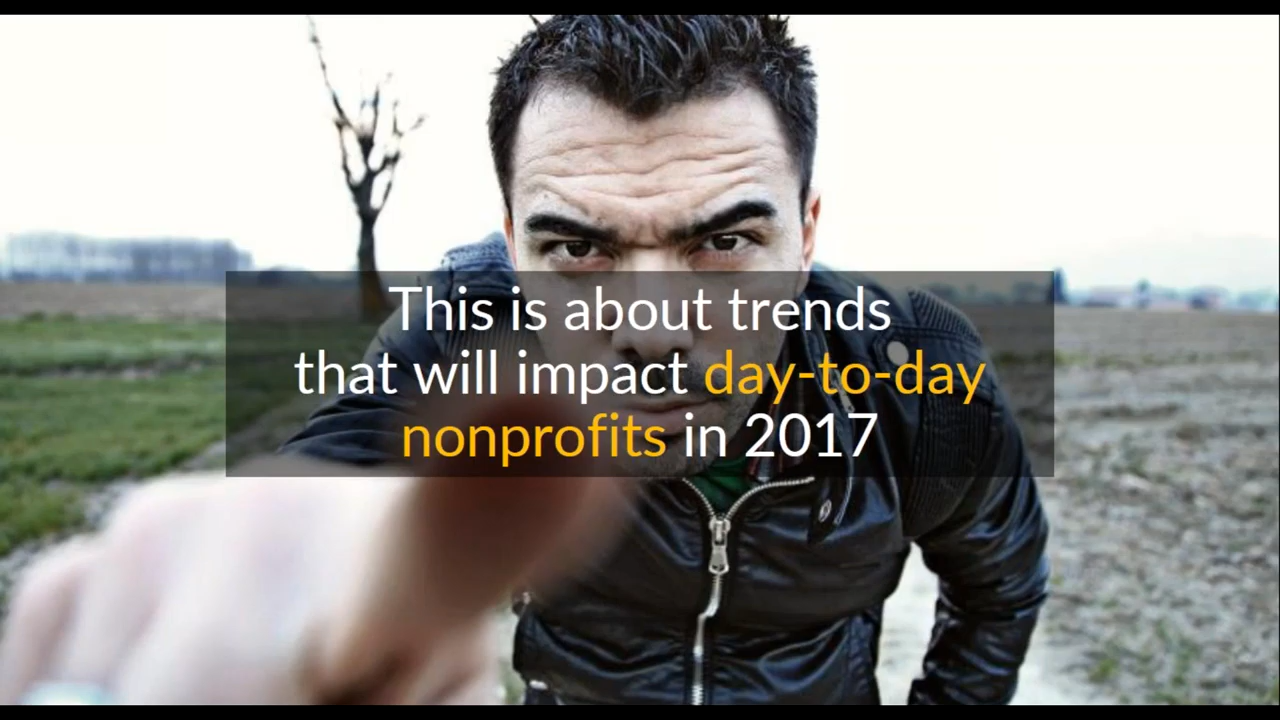 This is about trends
that will impact day-to-day
nonprofits in 2017